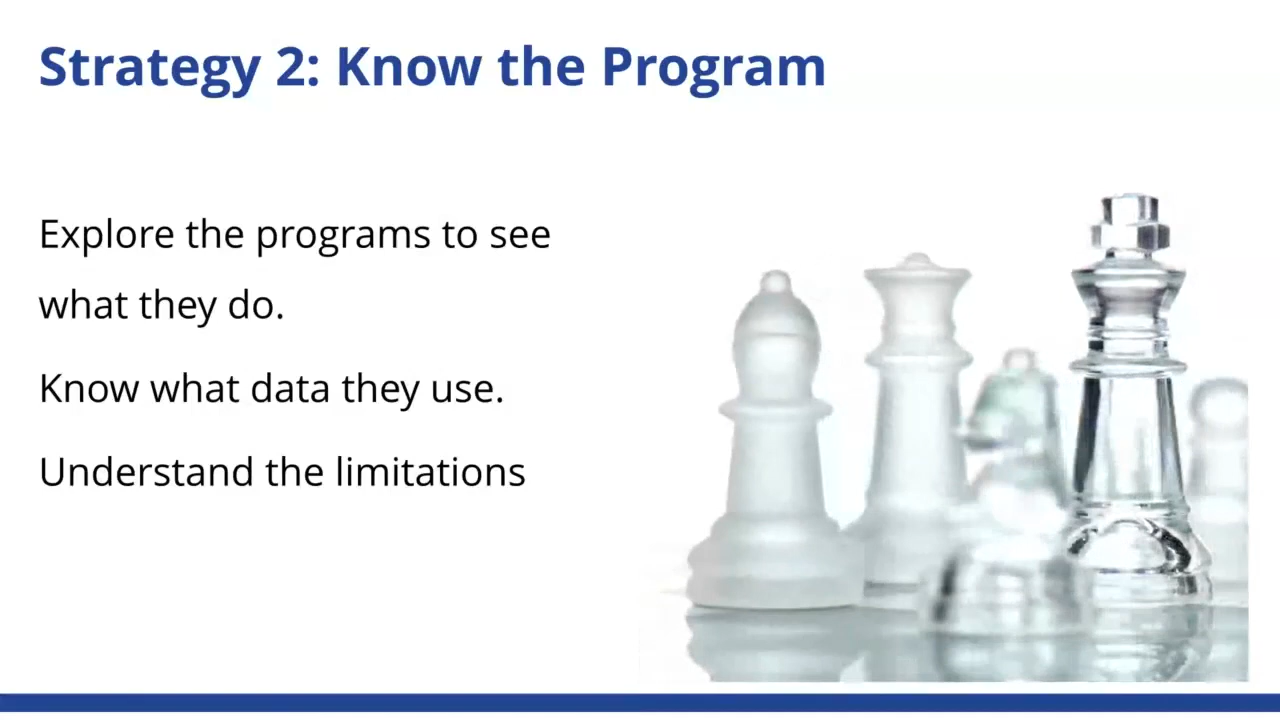 Strategy 2: Know the Program
Explore the programs to see
what they do.
Know what data they use.
Understand the limitations